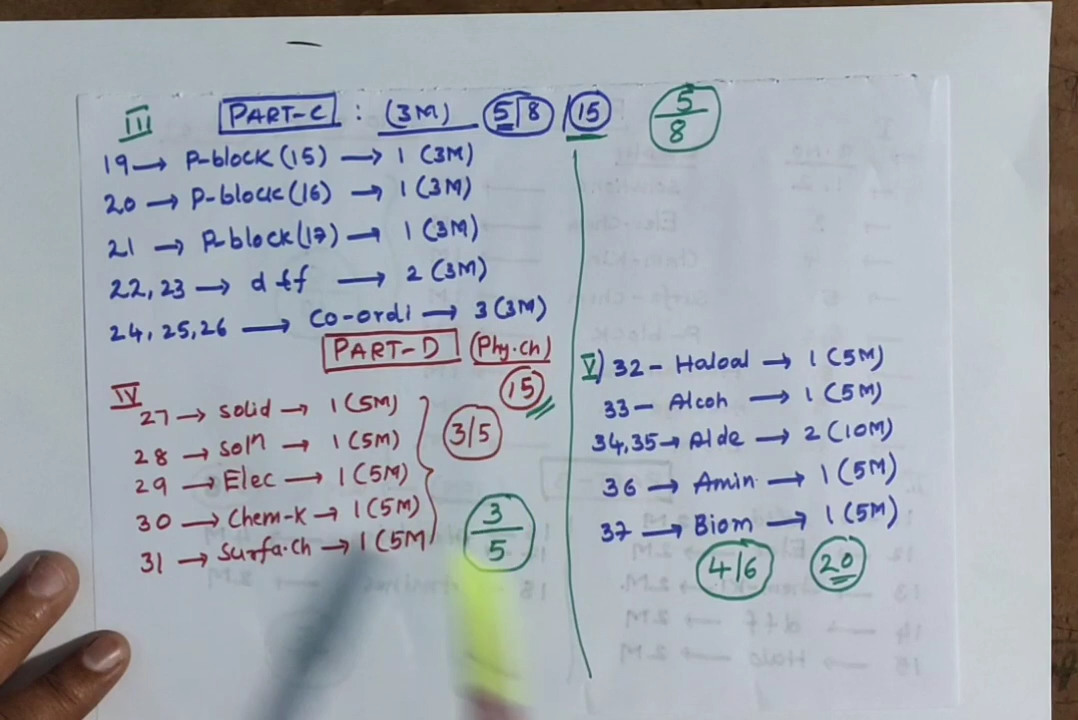 III PART-C : (3M) 5/8 15 5/8
19 → P-block (15) → 1 (3M)
20 → P-block (16) → 1 (3M)
21 → P-block (17) → 1 (3M)
22, 23 → d & f → 2 (3M)
24, 25, 26 → Co-ordi → 3 (3M)
PART-D (Phy.ch)
IV 15
27 → Solid → 1 (5M)
28 → Soln → 1 (5M)
29 → Elec → 1 (5M)
30 → Chem-K → 1 (5M)
31 → Surfa.ch → 1 (5M)
3/5
3/5
V) 32 - Haloal → 1 (5M)
33 - Alcoh → 1 (5M)
34, 35 → Alde → 2 (10M)
36 → Amin. → 1 (5M)
37 → Biom → 1 (5M)
4/6 20